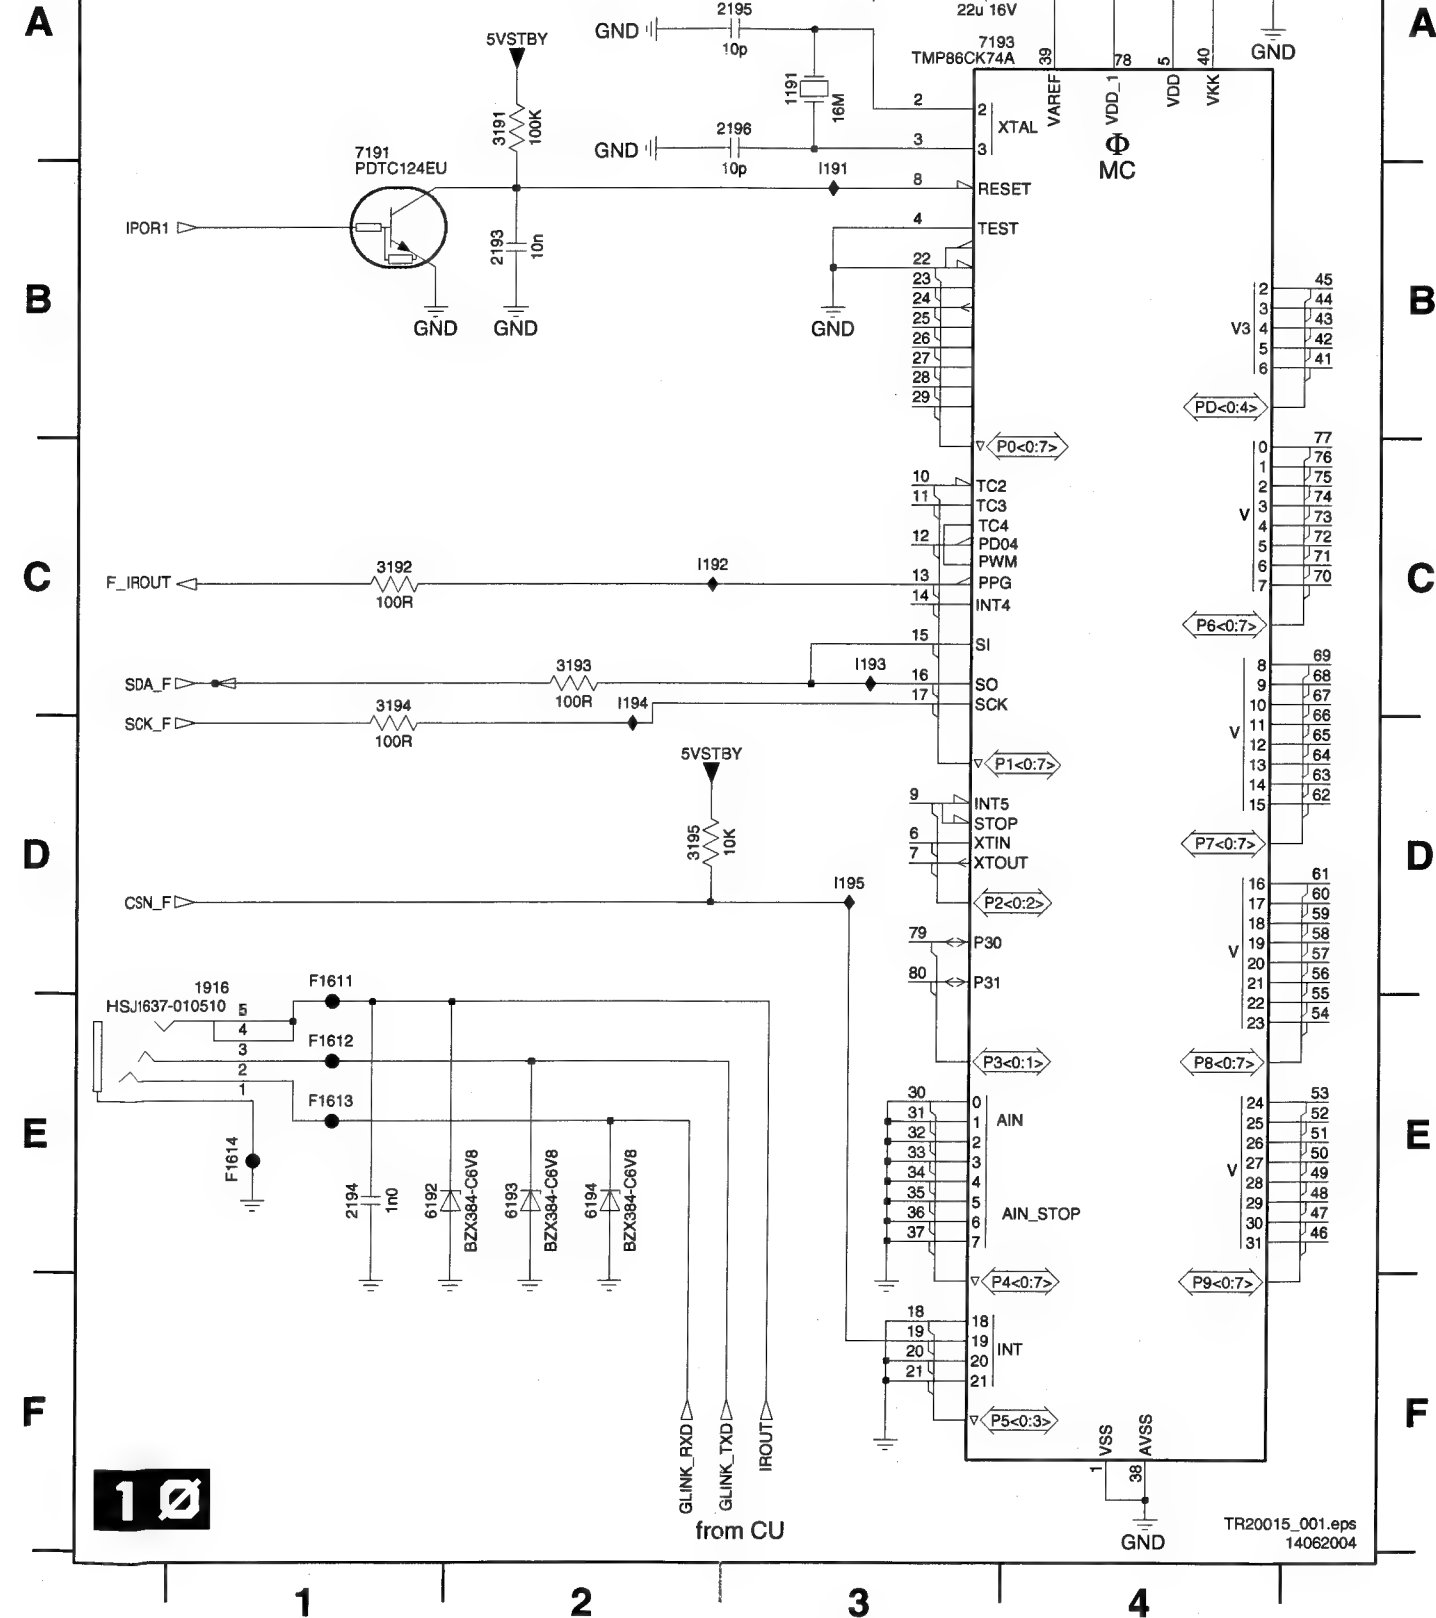 A
A
2195
22u 16V
5VSTBY
GND
10p
7193
TMP86CK74A
39
78
5
40
GND
VAREF
VDD_1
VDD
VKK
3191
100K
1191
16M
2
2
XTAL
Φ
MC
2196
GND
10p
3
3
7191
PDTC124EU
I191
8
RESET
IPOR1
4
TEST
2193
10n
22
23
24
25
26
27
28
29
B
B
GND
GND
GND
V3
2
3
4
5
6
45
44
43
42
41
PD<0:4>
P0<0:7>
10
TC2
11
TC3
TC4
12
PD04
PWM
V
0
1
2
3
4
5
6
7
77
76
75
74
73
72
71
70
C
C
F_IROUT
3192
100R
I192
13
PPG
14
INT4
P6<0:7>
15
SI
SDA_F
3193
100R
I193
16
SO
17
SCK
SCK_F
3194
100R
I194
V
8
9
10
11
12
13
14
15
69
68
67
66
65
64
63
62
5VSTBY
P1<0:7>
9
INT5
STOP
6
XTIN
7
XTOUT
P7<0:7>
D
D
3195
10K
CSN_F
I195
P2<0:2>
79
P30
80
P31
V
16
17
18
19
20
21
22
23
61
60
59
58
57
56
55
54
1916
HSJ1637-010510
F1611
5
4
3
2
1
F1612
F1613
F1614
P3<0:1>
P8<0:7>
E
E
2194
1n0
6192
BZX384-C6V8
6193
BZX384-C6V8
6194
BZX384-C6V8
30
31
32
33
34
35
36
37
0
1
2
3
4
5
6
7
AIN
AIN_STOP
V
24
25
26
27
28
29
30
31
53
52
51
50
49
48
47
46
P4<0:7>
P9<0:7>
18
19
20
21
18
19
20
21
INT
F
F
P5<0:3>
GLINK_RXD
GLINK_TXD
IROUT
from CU
VSS
AVSS
1
38
GND
10
TR20015_001.eps
14062004
1
2
3
4